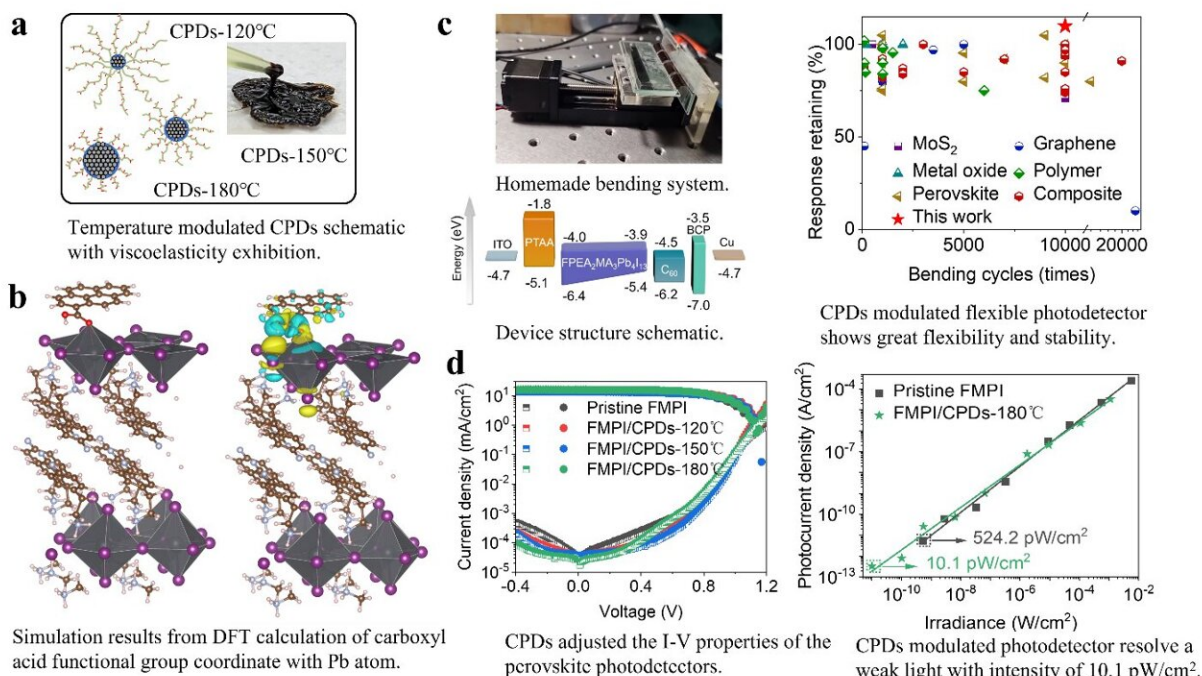 a
CPDs-120℃
CPDs-150℃
CPDs-180℃
Temperature modulated CPDs schematic
with viscoelasticity exhibition.
b
Simulation results from DFT calculation of carboxyl
acid functional group coordinate with Pb atom.
c
Homemade bending system.
Energy (eV)
ITO
-4.7
-1.8
PTAA
-5.1
-4.0
-3.9
FPEA₂MA₃Pb₄I₁₃
-6.4
-5.4
-4.5
C₆₀
-6.2
-3.5
BCP
-7.0
Cu
-4.7
Device structure schematic.
Response retaining (%)
100
50
0
MoS₂
Graphene
Metal oxide
Polymer
Perovskite
Composite
This work
0
5000
10000
20000
Bending cycles (times)
CPDs modulated flexible photodetector
shows great flexibility and stability.
d
Current density (mA/cm²)
10¹
10⁰
10⁻¹
10⁻²
10⁻³
10⁻⁴
10⁻⁵
Pristine FMPI
FMPI/CPDs-120℃
FMPI/CPDs-150℃
FMPI/CPDs-180℃
-0.4
0.0
0.4
0.8
1.2
Voltage (V)
CPDs adjusted the I-V properties of the
perovskite photodetectors.
Photocurrent density (A/cm²)
10⁻⁴
10⁻⁷
10⁻¹⁰
10⁻¹³
Pristine FMPI
FMPI/CPDs-180℃
524.2 pW/cm²
10.1 pW/cm²
10⁻¹⁰
10⁻⁸
10⁻⁶
10⁻⁴
10⁻²
Irradiance (W/cm²)
CPDs modulated photodetector resolve a
weak light with intensity of 10.1 pW/cm².